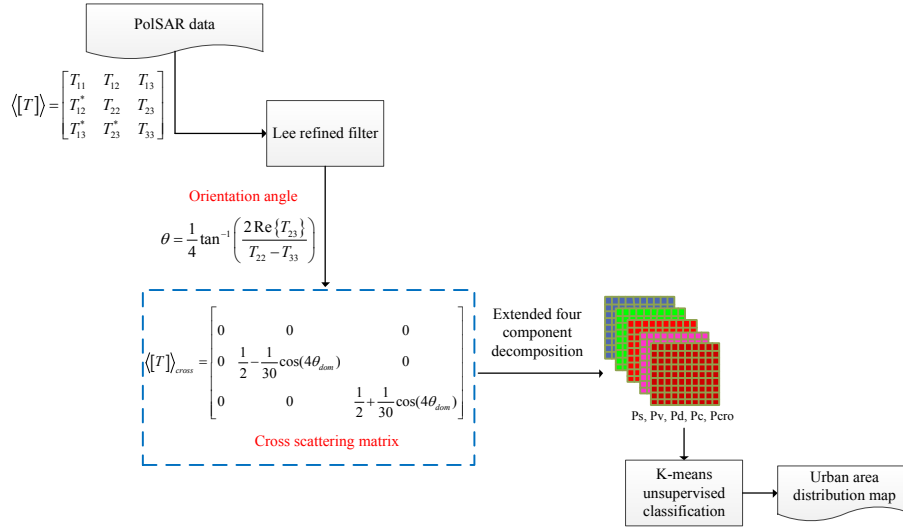 PolSAR data
⟨[T]⟩ = [T₁₁ T₁₂ T₁₃
T₁₂* T₂₂ T₂₃
T₁₃* T₂₃* T₃₃]
Lee refined filter
Orientation angle
θ = 1/4 tan⁻¹(2 Re{T₂₃} / (T₂₂ − T₃₃))
⟨[T]⟩cross = [0 0 0
0 1/2 − 1/30 cos(4θdom) 0
0 0 1/2 + 1/30 cos(4θdom)]
Cross scattering matrix
Extended four
component
decomposition
Ps, Pv, Pd, Pc, Pcro
K-means
unsupervised
classification
Urban area
distribution map